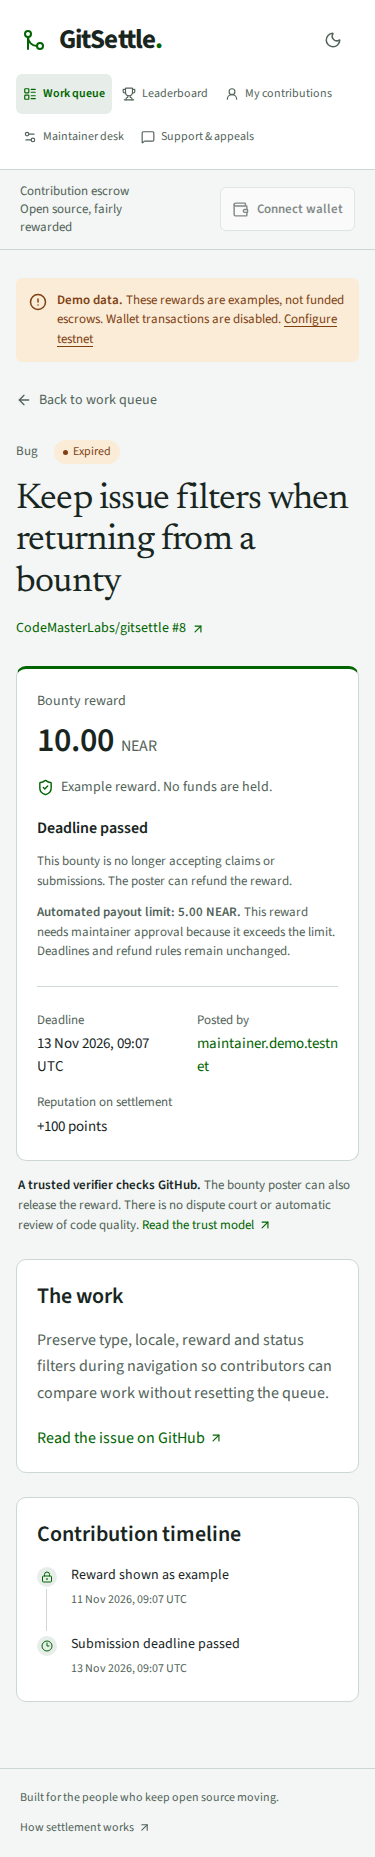 GitSettle.
Work queue
Leaderboard
My contributions
Maintainer desk
Support & appeals
Contribution escrow
Open source, fairly
rewarded
Connect wallet
Demo data. These rewards are examples, not funded
escrows. Wallet transactions are disabled. Configure
testnet
Back to work queue
Bug
Expired
Keep issue filters when
returning from a
bounty
CodeMasterLabs/gitsettle #8
Bounty reward
10.00 NEAR
Example reward. No funds are held.
Deadline passed
This bounty is no longer accepting claims or
submissions. The poster can refund the reward.
Automated payout limit: 5.00 NEAR. This reward
needs maintainer approval because it exceeds the limit.
Deadlines and refund rules remain unchanged.
Deadline
13 Nov 2026, 09:07
UTC
Posted by
maintainer.demo.testn
et
Reputation on settlement
+100 points
A trusted verifier checks GitHub. The bounty poster can also
release the reward. There is no dispute court or automatic
review of code quality. Read the trust model
The work
Preserve type, locale, reward and status
filters during navigation so contributors can
compare work without resetting the queue.
Read the issue on GitHub
Contribution timeline
Reward shown as example
11 Nov 2026, 09:07 UTC
Submission deadline passed
13 Nov 2026, 09:07 UTC
Built for the people who keep open source moving.
How settlement works